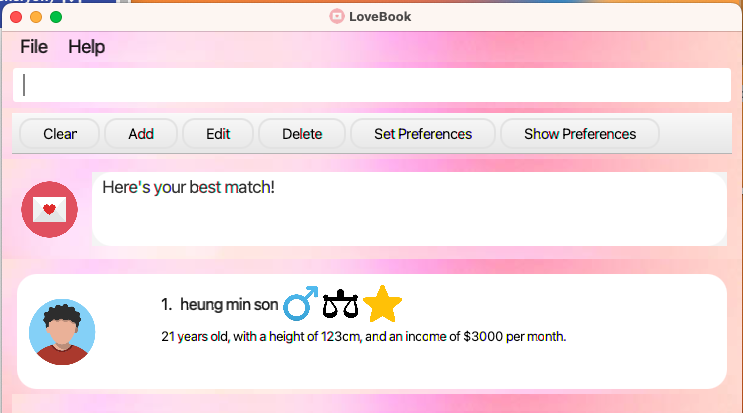 LoveBook
File Help
Clear Add Edit Delete Set Preferences Show Preferences
Here's your best match!
1. heung min son
21 years old, with a height of 123cm, and an income of $3000 per month.